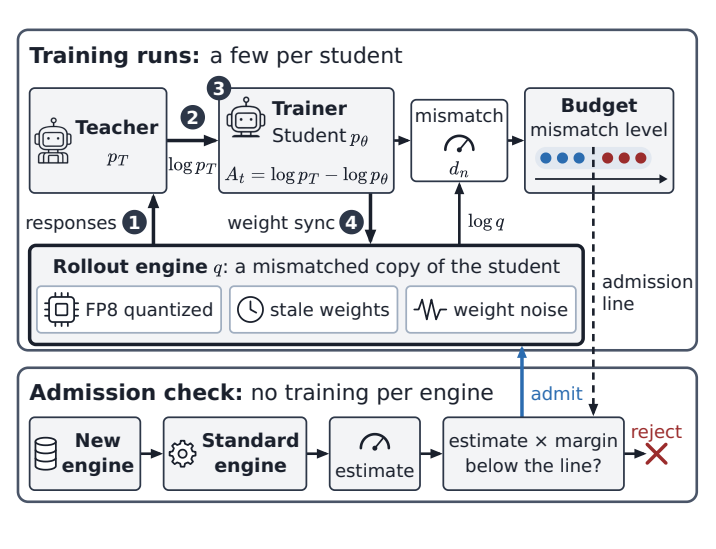 Training runs: a few per student
3
2
Teacher
p_T
log p_T
Trainer
Student p_θ
A_t = log p_T − log p_θ
mismatch
d_n
Budget
mismatch level
responses 1
weight sync 4
log q
Rollout engine q: a mismatched copy of the student
FP8 quantized
stale weights
weight noise
admission
line
Admission check: no training per engine
admit
New
engine
Standard
engine
estimate
estimate × margin
below the line?
reject